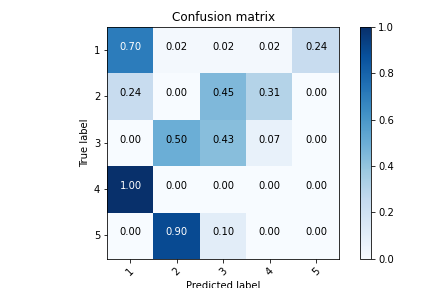 Confusion matrix
1.0
1 0.70 0.02 0.02 0.02 0.24
0.8
2 0.24 0.00 0.45 0.31 0.00
0.6
True label
3 0.00 0.50 0.43 0.07 0.00
0.4
4 1.00 0.00 0.00 0.00 0.00
0.2
5 0.00 0.90 0.10 0.00 0.00
0.0
1 2 3 4 5
Predicted label